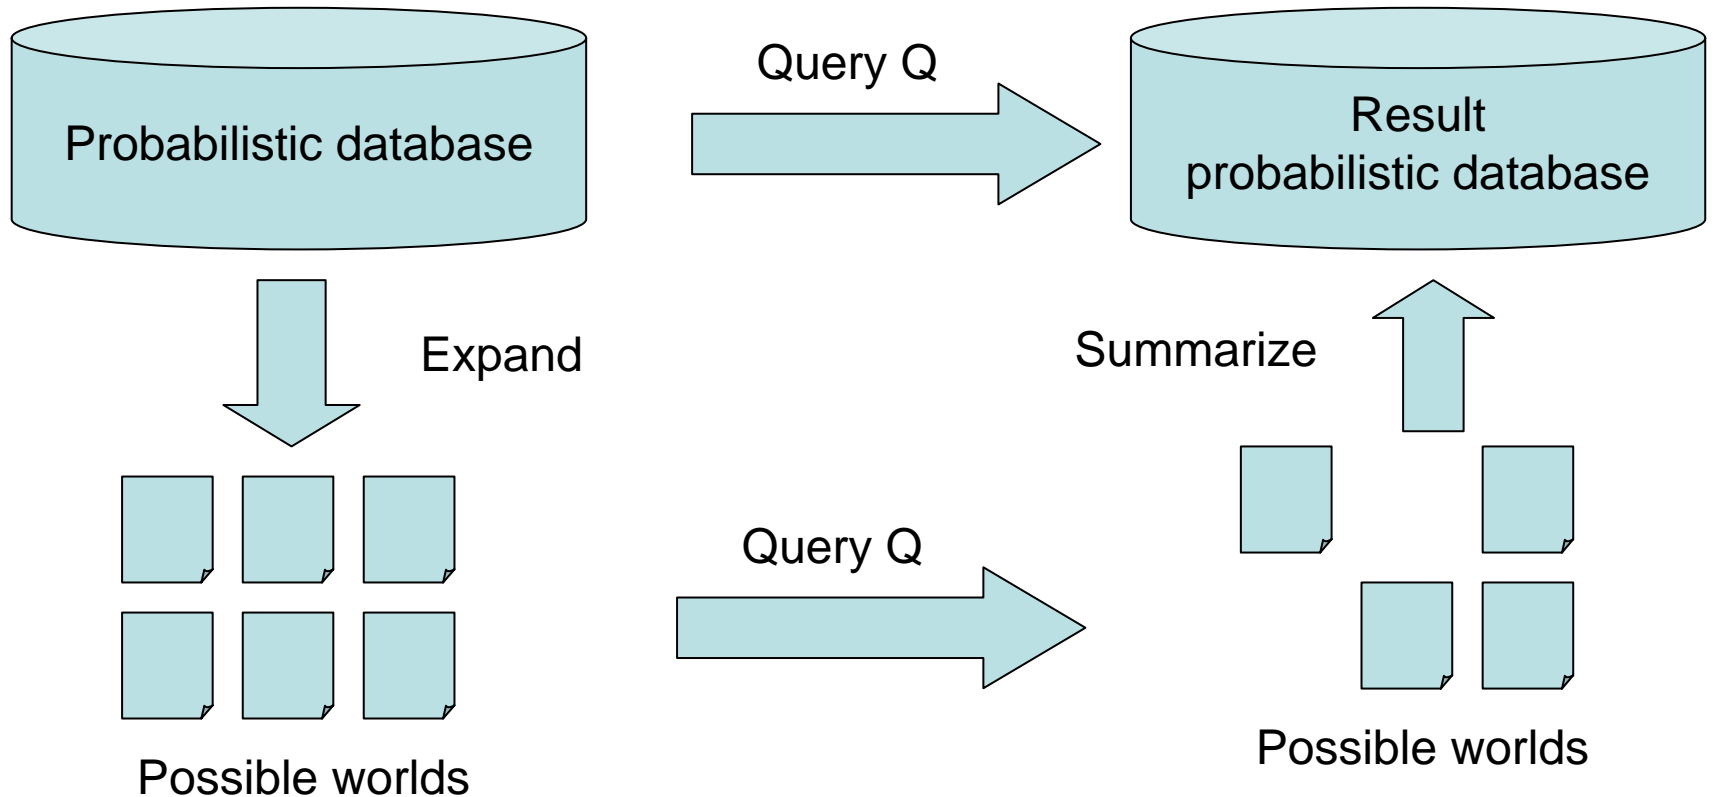 Probabilistic database
Query Q
Result
probabilistic database
Expand
Summarize
Query Q
Possible worlds
Possible worlds